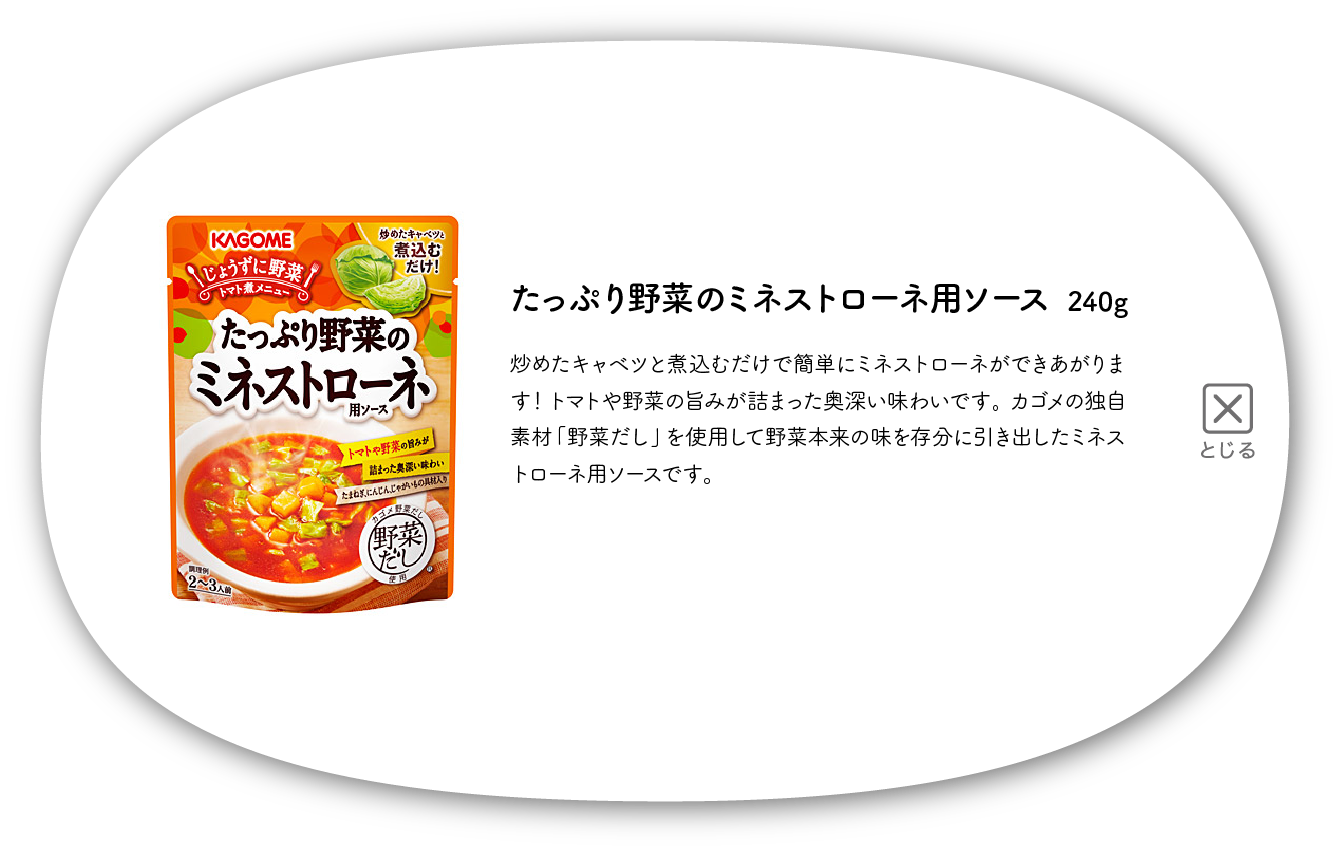 KAGOME
じょうずに野菜
トマト煮メニュー
炒めたキャベツと
煮込む
だけ!
たっぷり野菜の
ミネストローネ
用ソース
トマトや野菜の旨みが
詰まった奥深い味わい
たまねぎ、にんじん、じゃがいもの具材入り
カゴメ野菜だし
野菜
だし
使用
®
調理例
2〜3人前
たっぷり野菜のミネストローネ用ソース 240g
炒めたキャベツと煮込むだけで簡単にミネストローネができあがりま
す! トマトや野菜の旨みが詰まった奥深い味わいです。カゴメの独自
素材「野菜だし」を使用して野菜本来の味を存分に引き出したミネス
トローネ用ソースです。
とじる